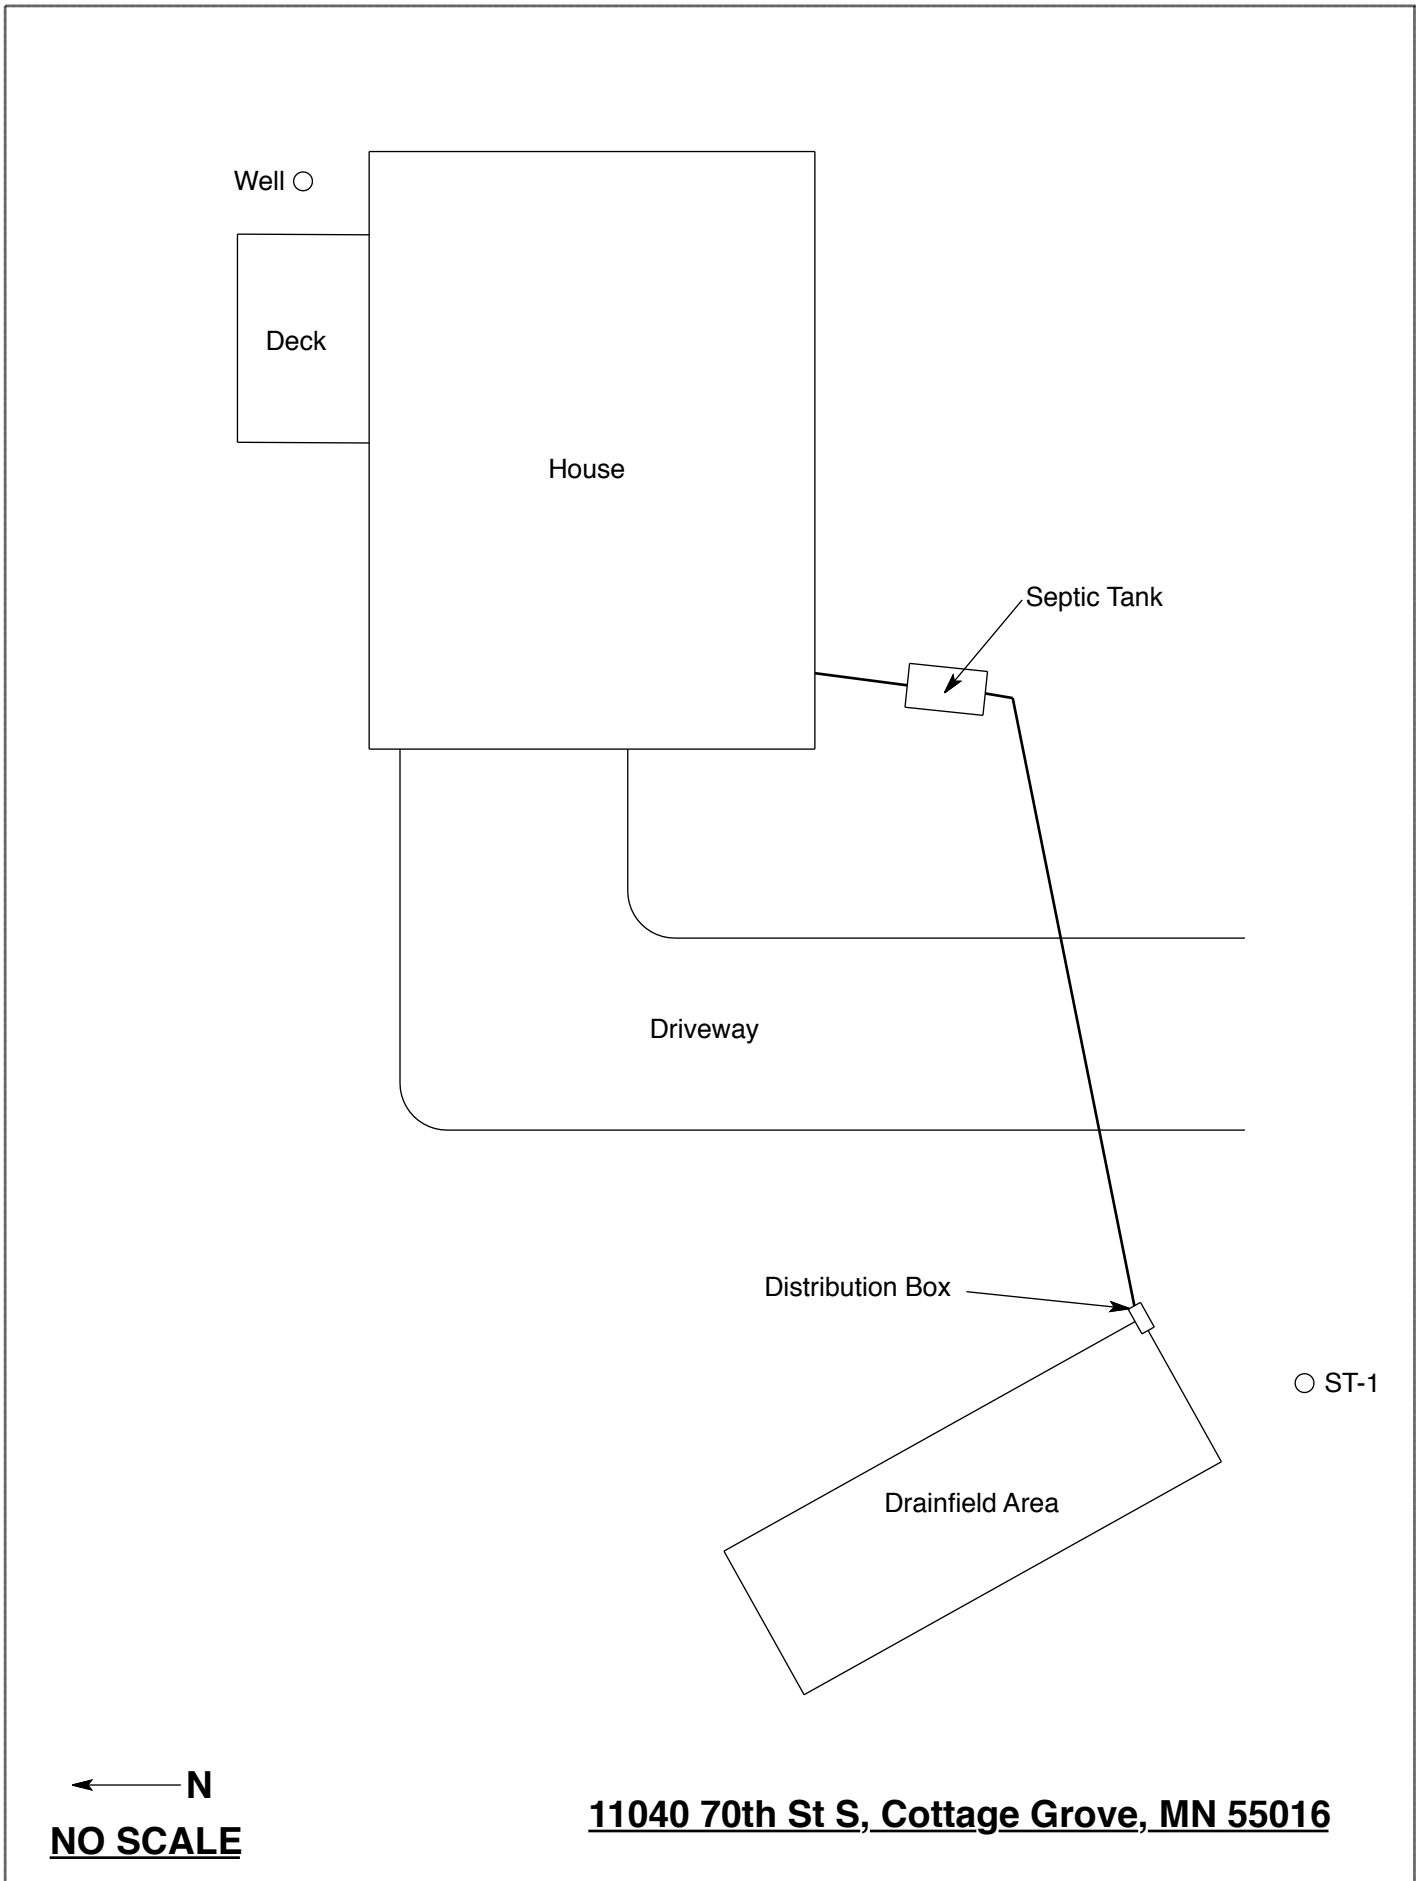 Well
Deck
House
Septic Tank
Driveway
Distribution Box
ST-1
Drainfield Area
N
NO SCALE
11040 70th St S, Cottage Grove, MN 55016